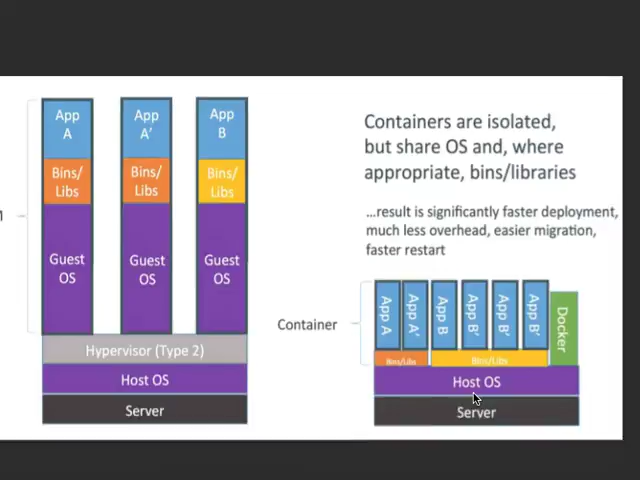 App
A
App
A'
App
B
Bins/
Libs
Bins/
Libs
Bins/
Libs
Guest
OS
Guest
OS
Guest
OS
Hypervisor (Type 2)
Host OS
Server
Containers are isolated,
but share OS and, where
appropriate, bins/libraries
...result is significantly faster deployment,
much less overhead, easier migration,
faster restart
Container
App A
App A'
App B
App B'
App B'
App B'
Docker
Bins/Libs
Bins/Libs
Host OS
Server